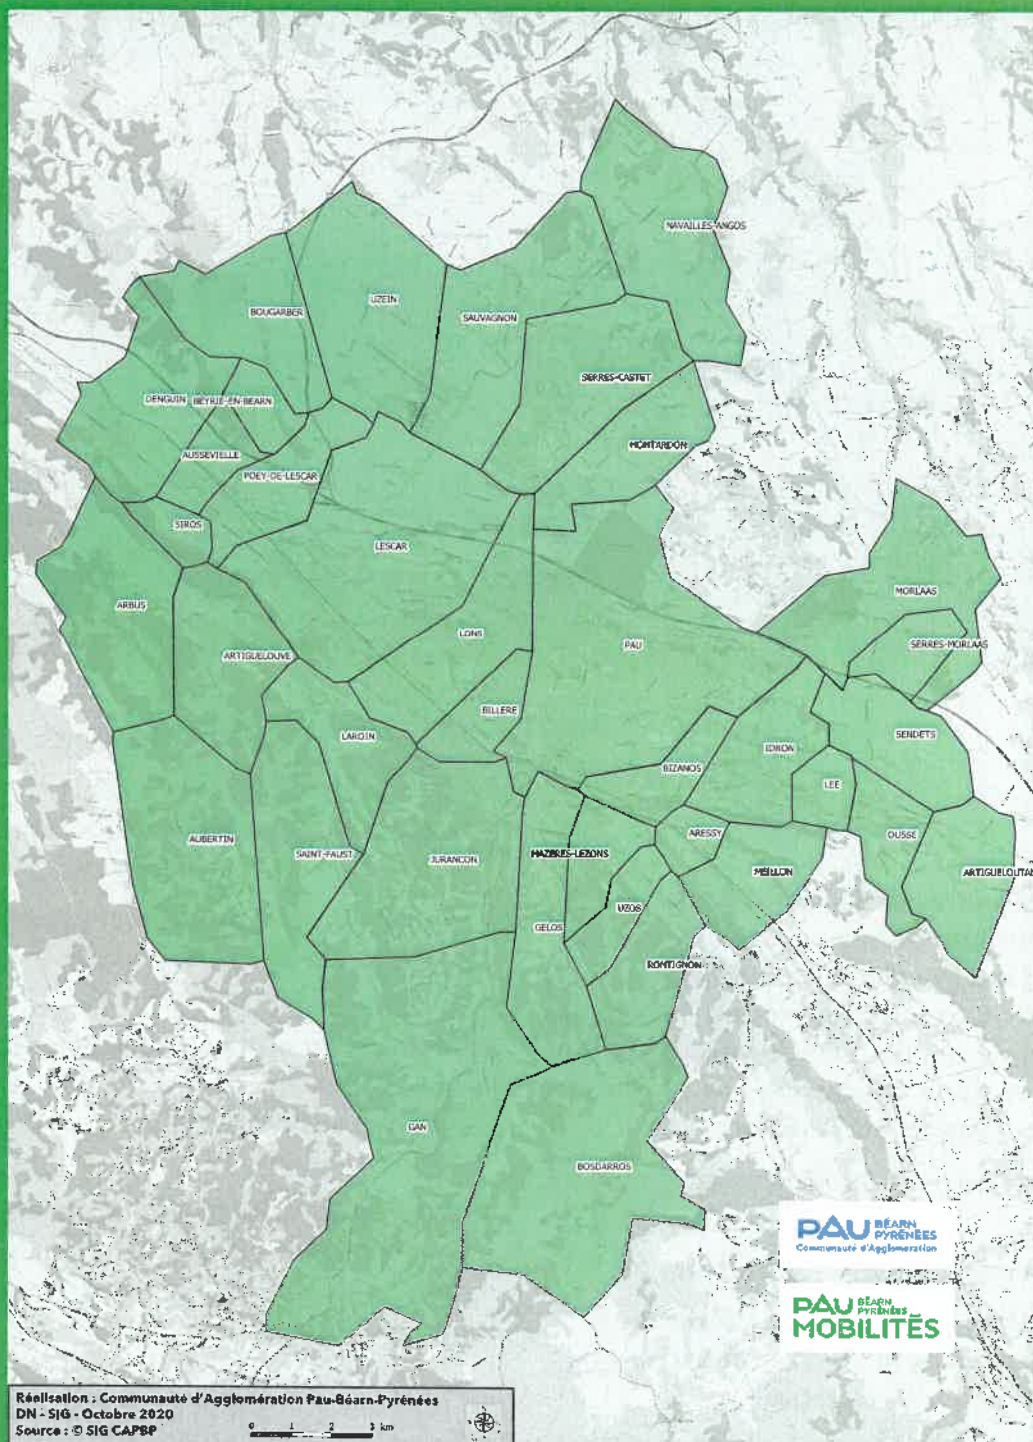 NAVAILLES-ANGOS
UZEIN
BOUGARBER
SAUVAGNON
SERRES-CASTET
DENGUIN
BEYRIE-EN-BEARN
MONTARDON
AUSSEVIELLE
POEY-DE-LESCAR
SIROS
LESCAR
MORLAAS
ARBUS
LONS
PAU
SERRES-MORLAAS
ARTIGUELOUVE
BILLERE
LAROIN
SENDETS
IDRON
BIZANOS
LEE
AUBERTIN
ARESSY
OUSSE
SAINT-FAUST
JURANCON
MAZERES-LEZONS
MEILLON
ARTIGUELOUTAN
UZOS
GELOS
RONTIGNON
GAN
BOSDARROS
PAU BÉARN
PYRÉNÉES
Communauté d'Agglomération
PAU BÉARN
PYRÉNÉES
MOBILITÉS
Réalisation : Communauté d'Agglomération Pau-Béarn-Pyrénées
DN - SIG - Octobre 2020
0 1 2 3 km
Source : © SIG CAPBP